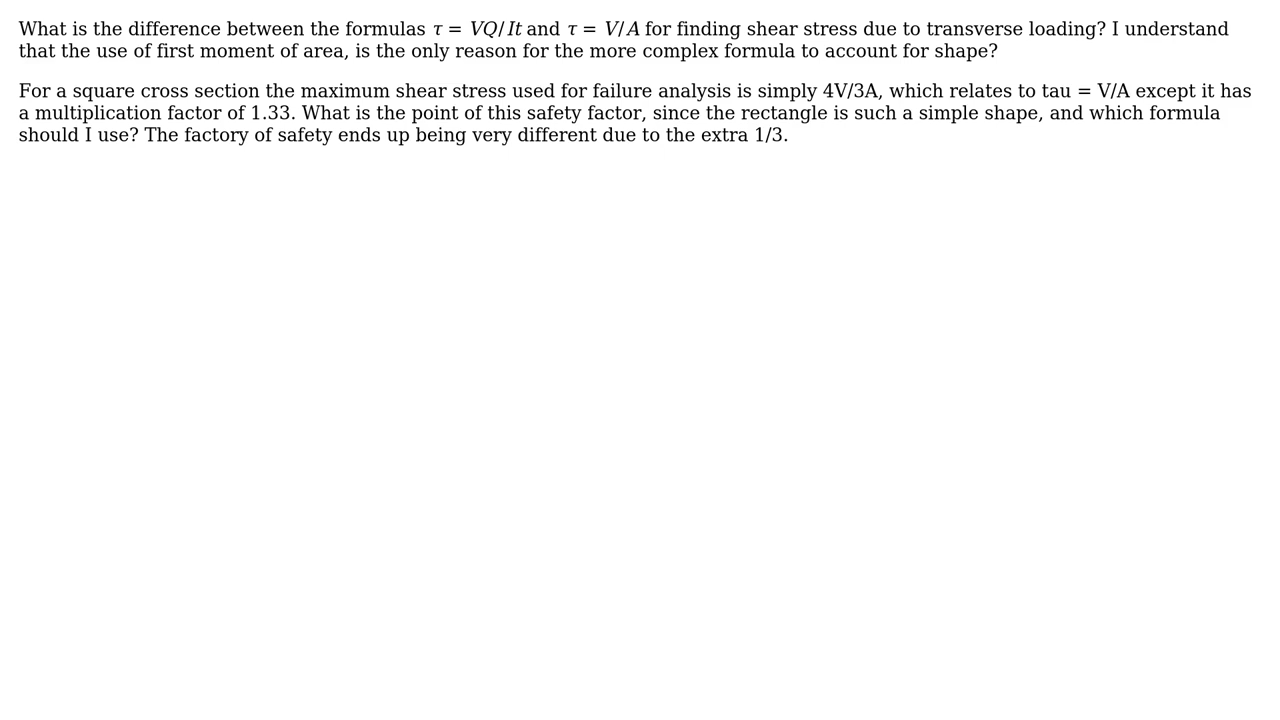 What is the difference between the formulas τ = VQ/It and τ = V/A for finding shear stress due to transverse loading? I understand
that the use of first moment of area, is the only reason for the more complex formula to account for shape?
For a square cross section the maximum shear stress used for failure analysis is simply 4V/3A, which relates to tau = V/A except it has
a multiplication factor of 1.33. What is the point of this safety factor, since the rectangle is such a simple shape, and which formula
should I use? The factory of safety ends up being very different due to the extra 1/3.